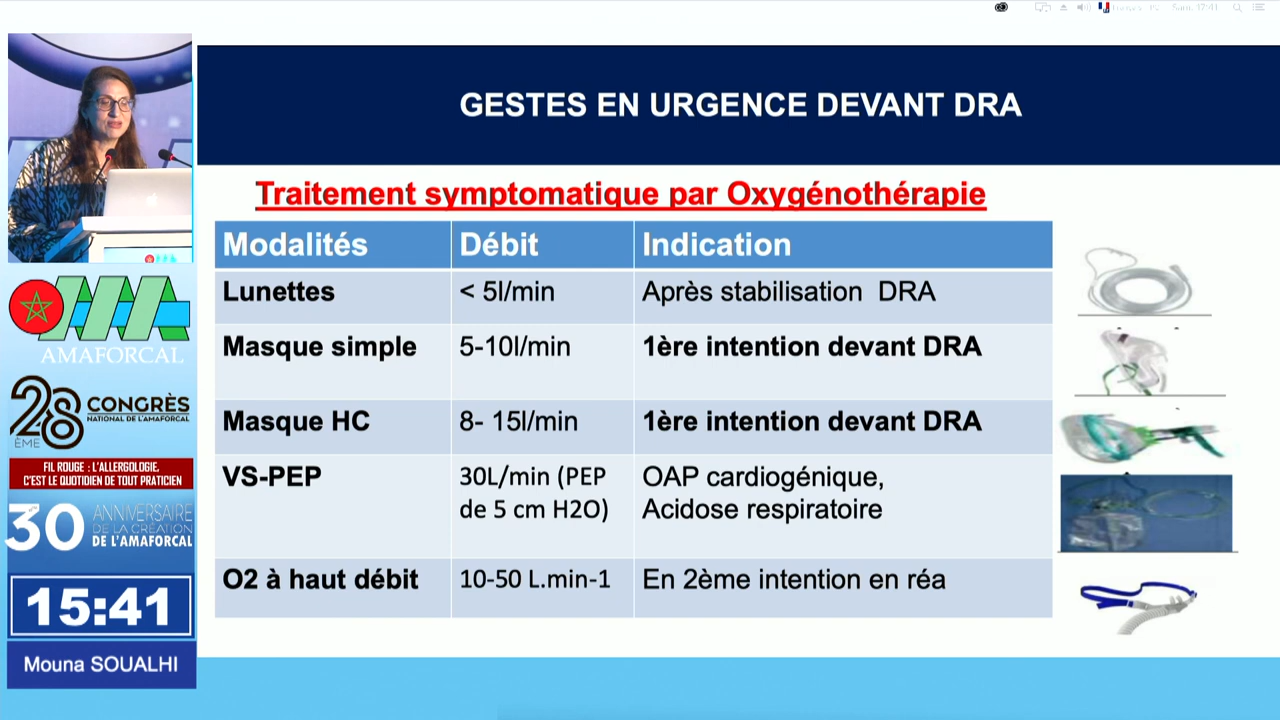 Français
Sam. 17:41
GESTES EN URGENCE DEVANT DRA
Traitement symptomatique par Oxygénothérapie
Modalités Débit Indication
Lunettes < 5l/min Après stabilisation DRA
Masque simple 5-10l/min 1ère intention devant DRA
Masque HC 8- 15l/min 1ère intention devant DRA
VS-PEP 30L/min (PEP de 5 cm H2O) OAP cardiogénique, Acidose respiratoire
O2 à haut débit 10-50 L.min-1 En 2ème intention en réa
AMAFORCAL
28
ÈME
CONGRÈS
NATIONAL DE L'AMAFORCAL
FIL ROUGE : L'ALLERGOLOGIE,
C'EST LE QUOTIDIEN DE TOUT PRATICIEN
30
ANNIVERSAIRE
DE LA CRÉATION
DE L'AMAFORCAL
15:41
Mouna SOUALHI